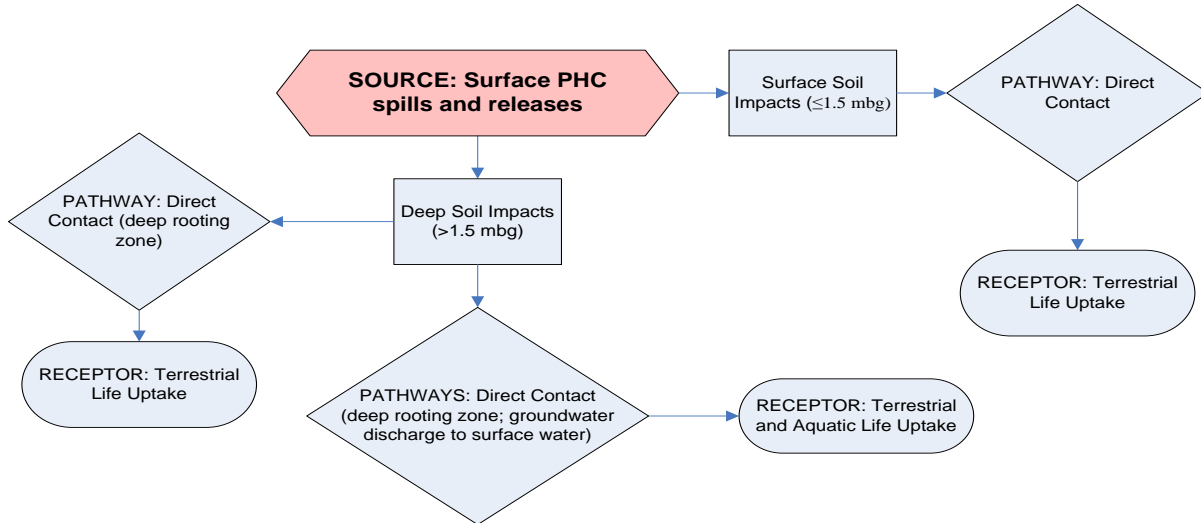 SOURCE: Surface PHC
spills and releases
Surface Soil
Impacts (≤1.5 mbg)
PATHWAY: Direct
Contact
RECEPTOR: Terrestrial
Life Uptake
Deep Soil Impacts
(>1.5 mbg)
PATHWAY: Direct
Contact (deep rooting
zone)
RECEPTOR: Terrestrial
Life Uptake
PATHWAYS: Direct Contact
(deep rooting zone; groundwater
discharge to surface water)
RECEPTOR: Terrestrial
and Aquatic Life Uptake